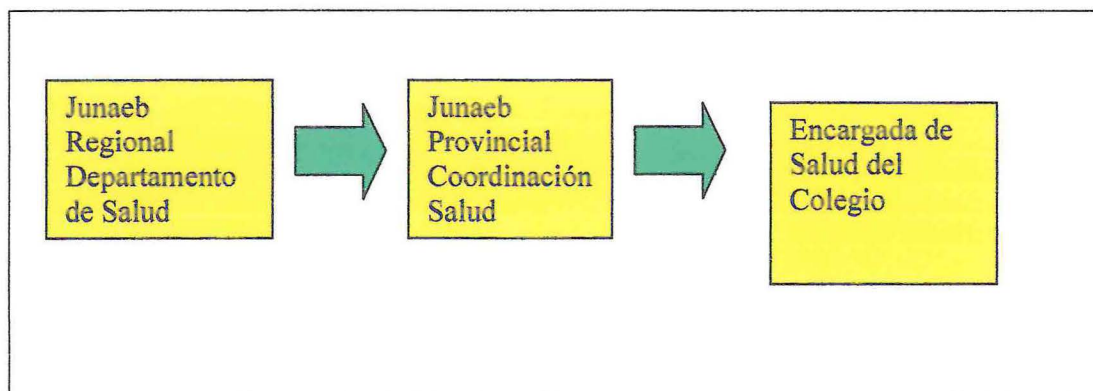 Junaeb
Regional
Departamento
de Salud
Junaeb
Provincial
Coordinación
Salud
Encargada de
Salud del
Colegio